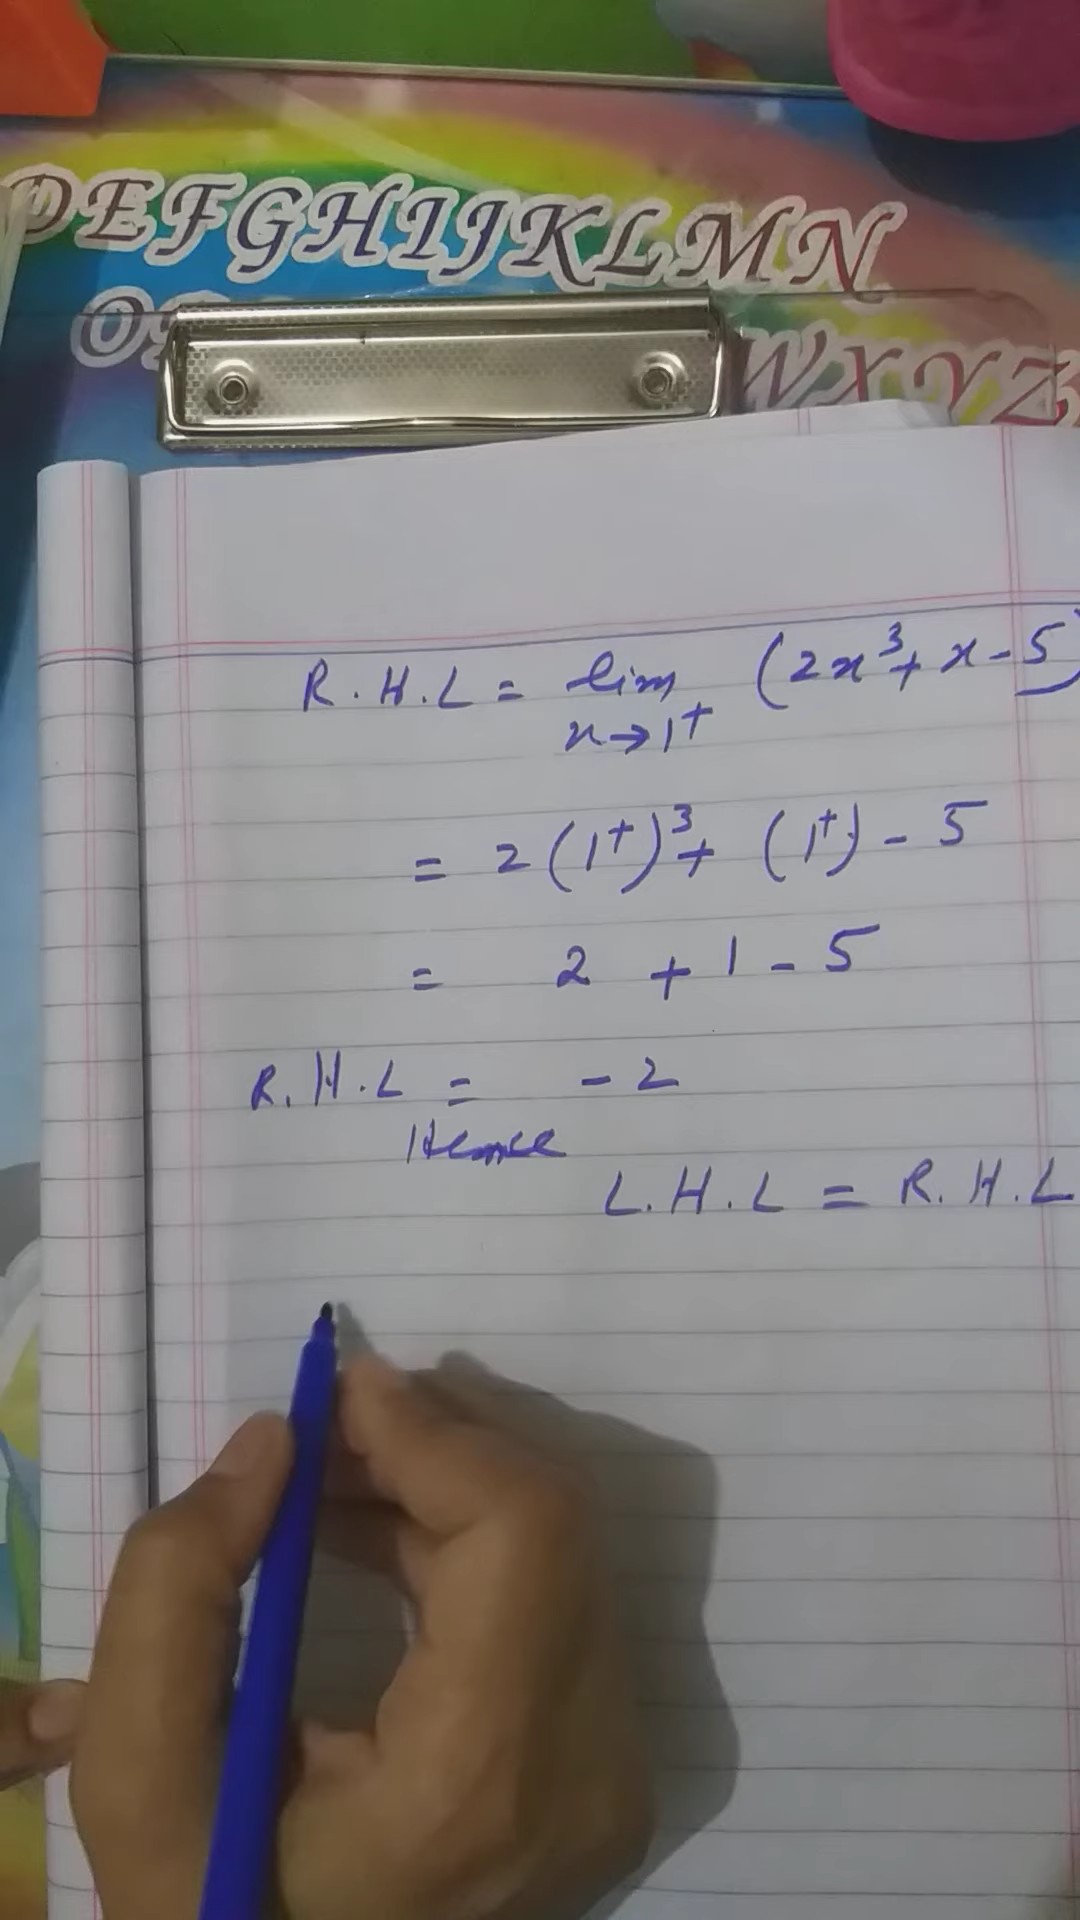 DEFGHIJKLMN
O
WXYZ
R.H.L = lim (2x³ + x - 5)
x→1⁺
= 2(1⁺)³ + (1⁺) - 5
= 2 + 1 - 5
R.H.L = - 2
Hence
L.H.L = R.H.L